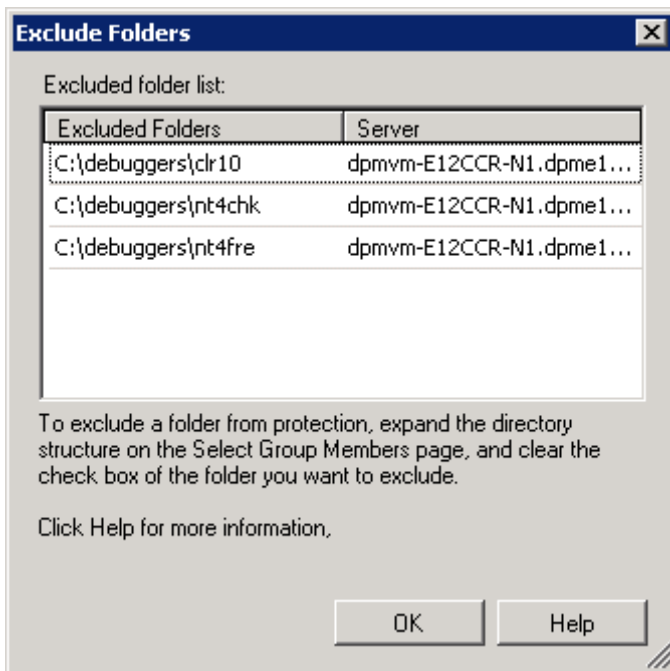 Exclude Folders
Excluded folder list:
Excluded Folders Server
C:\debuggers\clr10 dpmvm-E12CCR-N1.dpme1...
C:\debuggers\nt4chk dpmvm-E12CCR-N1.dpme1...
C:\debuggers\nt4fre dpmvm-E12CCR-N1.dpme1...
To exclude a folder from protection, expand the directory
structure on the Select Group Members page, and clear the
check box of the folder you want to exclude.
Click Help for more information,
OK Help